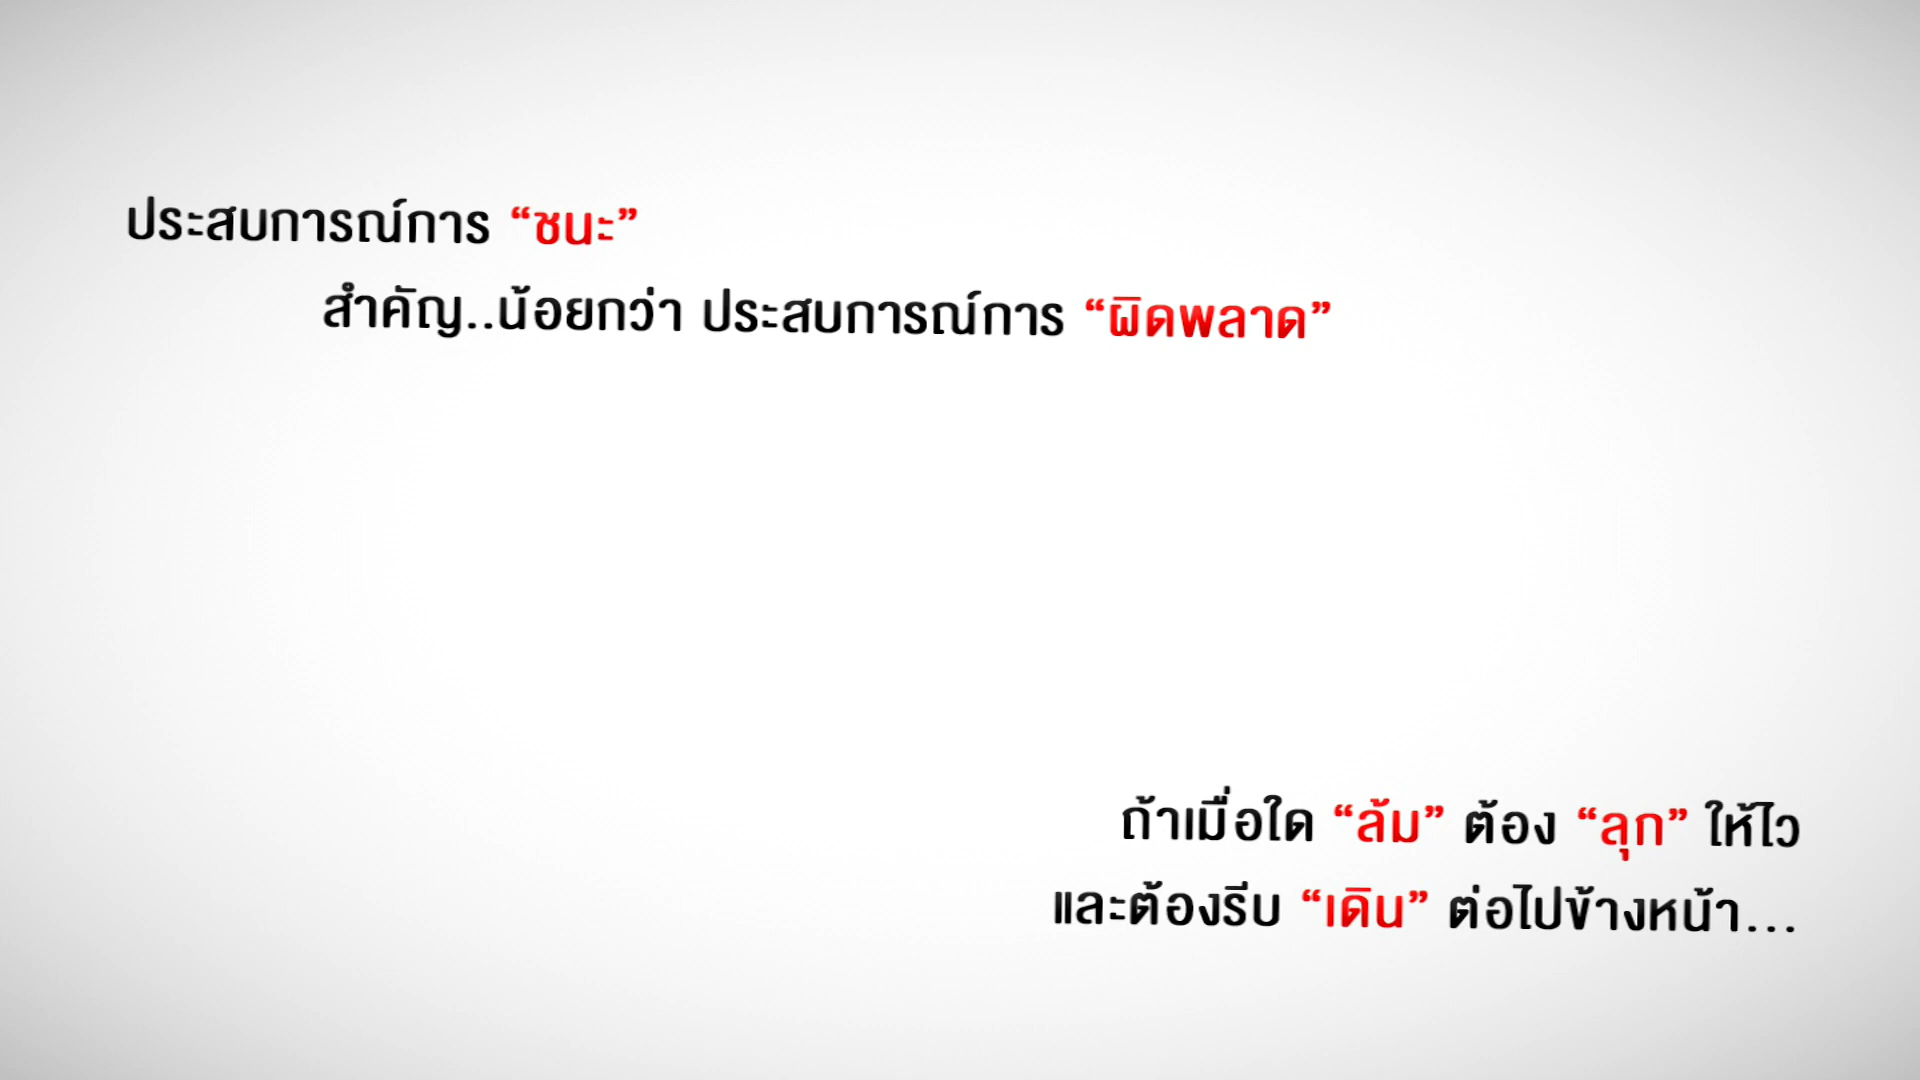 ประสบการณ์การ “ชนะ”
สำคัญ..น้อยกว่า ประสบการณ์การ “ผิดพลาด”
ถ้าเมื่อใด “ล้ม” ต้อง “ลุก” ให้ไว
และต้องรีบ “เดิน” ต่อไปข้างหน้า...